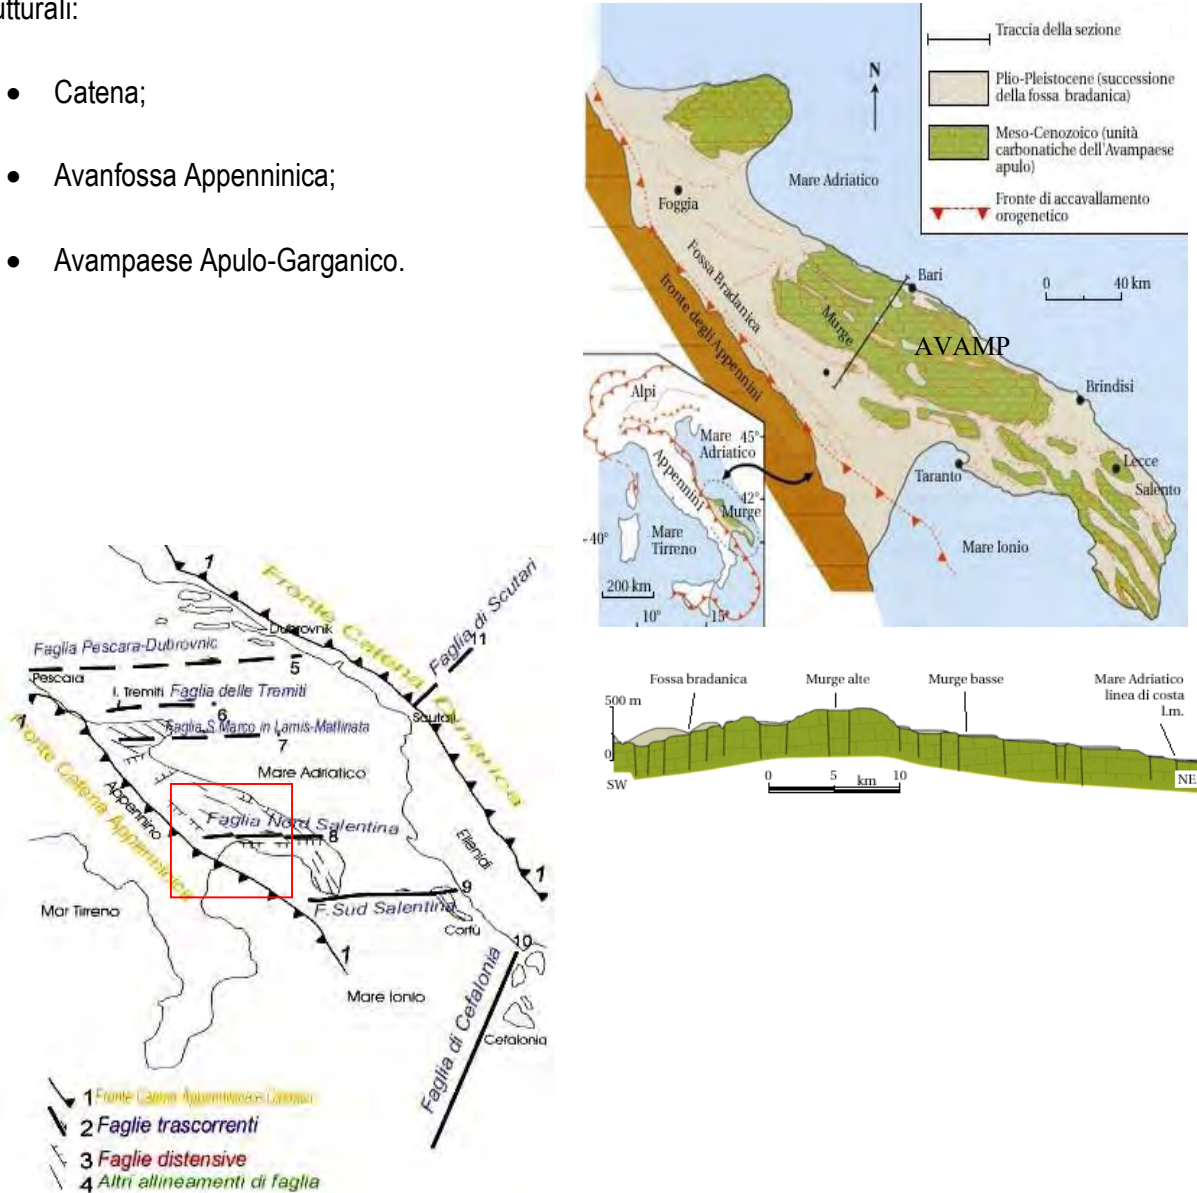 utturali:
• Catena;
• Avanfossa Appenninica;
• Avampaese Apulo-Garganico.
Traccia della sezione
Plio-Pleistocene (successione
della fossa bradanica)
Meso-Cenozoico (unità
carbonatiche dell'Avampaese
apulo)
Fronte di accavallamento
orogenetico
N
Mare Adriatico
Foggia
Fossa Bradanica
fronte degli Appennini
Murge
Bari
0 40 km
AVAMP
Brindisi
Lecce
Salento
Taranto
Mare Ionio
Alpi
Mare
Adriatico
45°
Appennini
42°
Murge
40°
Mare
Tirreno
200 km
10°
15°
1
Fronte Catena Dinarica
Faglia di Scutari
11
Dubrovnik
Faglia Pescara-Dubrovnic
5
Pescara
I. Tremiti
Faglia delle Tremiti
6
Scutari
Faglia S.Marco in Lamis-Mattinata
7
Mare Adriatico
Fronte Catena Appenninica
Appennino
Faglia Nord Salentina
8
Ellenidi
1
9
F.Sud Salentina
Corfù
Mar Tirreno
10
1
Mare Ionio
Faglia di Cefalonia
Cefalonia
1
2 Faglie trascorrenti
3 Faglie distensive
4 Altri allineamenti di faglia
Fossa bradanica
Murge alte
Murge basse
Mare Adriatico
linea di costa
l.m.
500 m
0
SW
0 5 10
km
NE